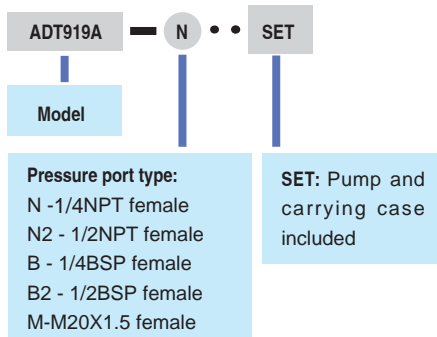 ADT919A — N • • SET
Model
Pressure port type:
N -1/4NPT female
N2 - 1/2NPT female
B - 1/4BSP female
B2 - 1/2BSP female
M-M20X1.5 female
SET: Pump and
carrying case
included